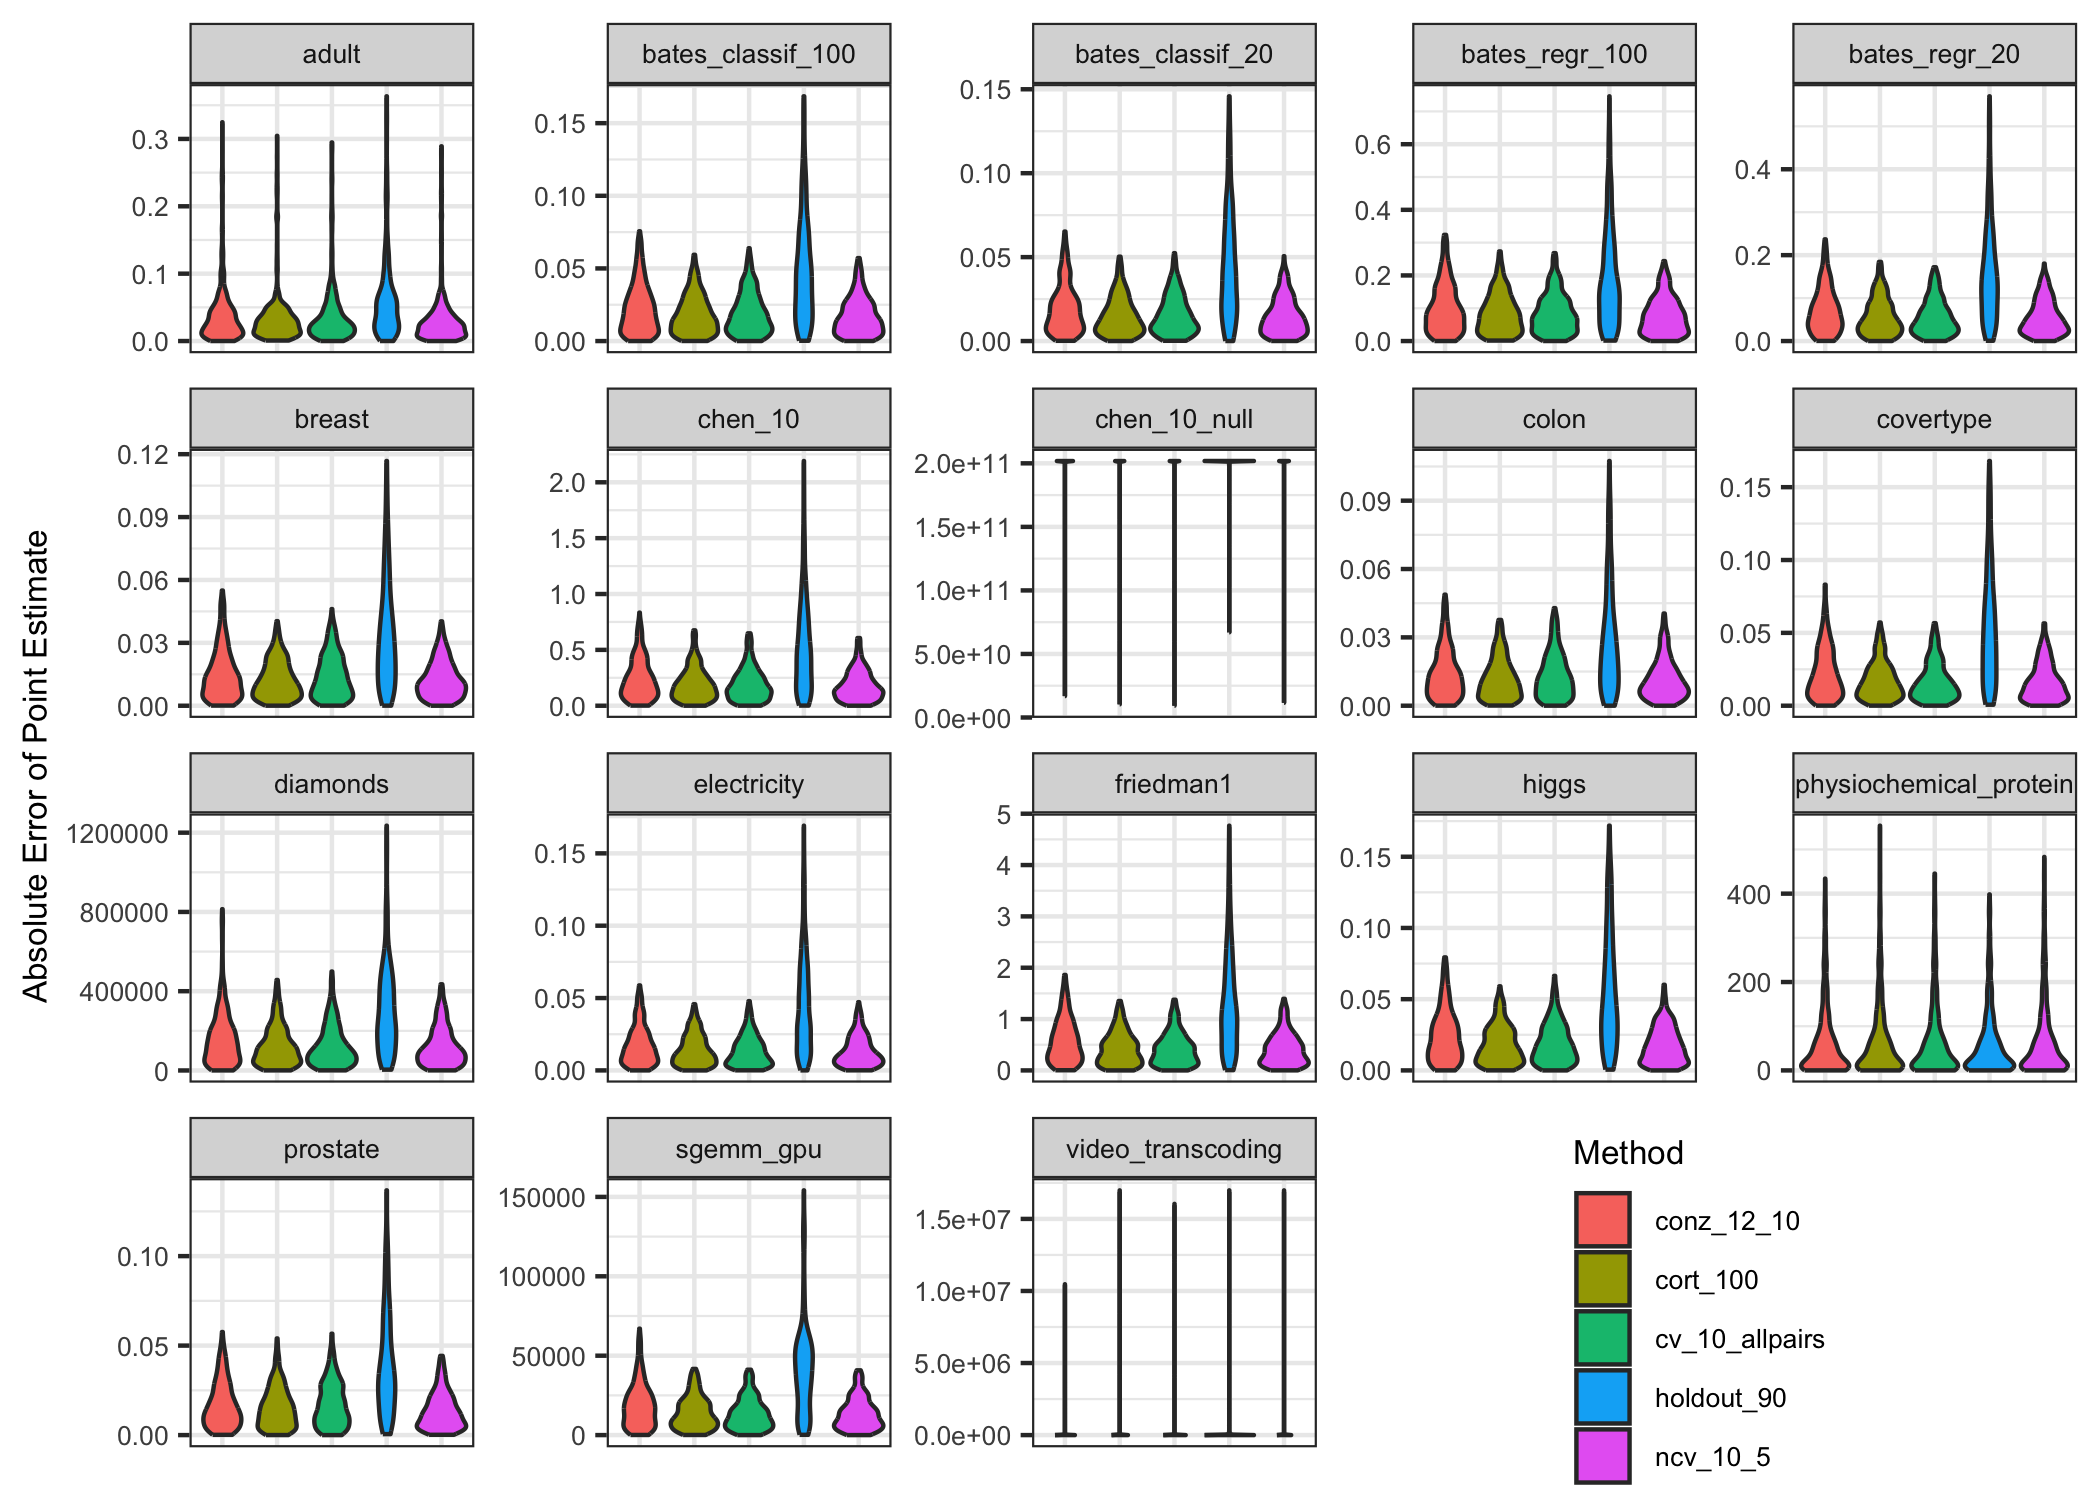 adult
bates_classif_100
bates_classif_20
bates_regr_100
bates_regr_20
0.3
0.2
0.1
0.0
0.15
0.10
0.05
0.00
0.15
0.10
0.05
0.00
0.6
0.4
0.2
0.0
0.4
0.2
0.0
breast
chen_10
chen_10_null
colon
covertype
0.12
0.09
0.06
0.03
0.00
2.0
1.5
1.0
0.5
0.0
2.0e+11
1.5e+11
1.0e+11
5.0e+10
0.0e+00
0.09
0.06
0.03
0.00
0.15
0.10
0.05
0.00
Absolute Error of Point Estimate
diamonds
electricity
friedman1
higgs
physiochemical_protein
1200000
800000
400000
0
0.15
0.10
0.05
0.00
5
4
3
2
1
0
0.15
0.10
0.05
0.00
400
200
0
prostate
sgemm_gpu
video_transcoding
0.10
0.05
0.00
150000
100000
50000
0
1.5e+07
1.0e+07
5.0e+06
0.0e+00
Method
conz_12_10
cort_100
cv_10_allpairs
holdout_90
ncv_10_5